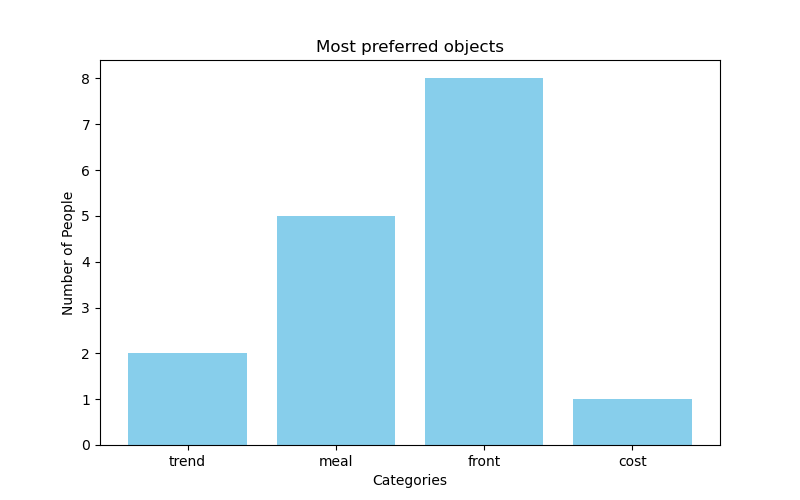 Most preferred objects
Number of People
8
7
6
5
4
3
2
1
0
trend meal front cost
Categories